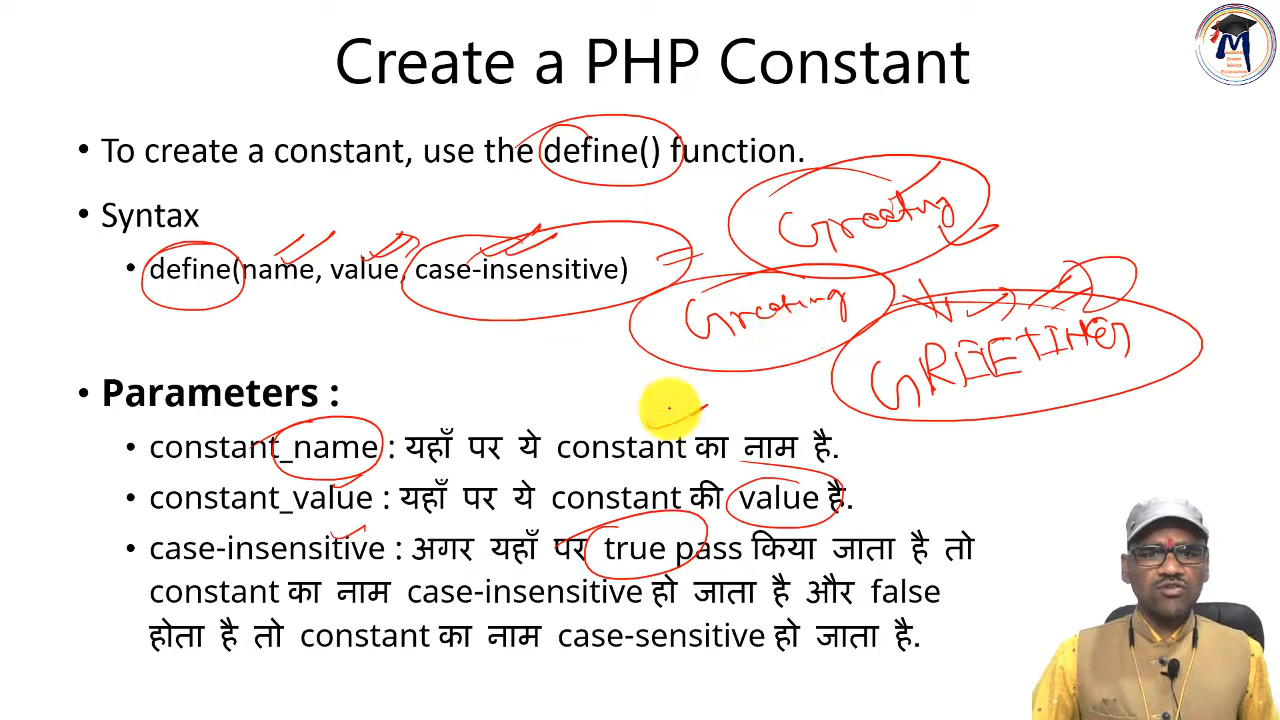 Create a PHP Constant
M
• To create a constant, use the define() function.
• Syntax
Greeting
• define(name, value, case-insensitive) =
Greeting
GREETING
• Parameters :
• constant_name : यहाँ पर ये constant का नाम है.
• constant_value : यहाँ पर ये constant की value है.
• case-insensitive : अगर यहाँ पर true pass किया जाता है तो
constant का नाम case-insensitive हो जाता है और false
होता है तो constant का नाम case-sensitive हो जाता है.